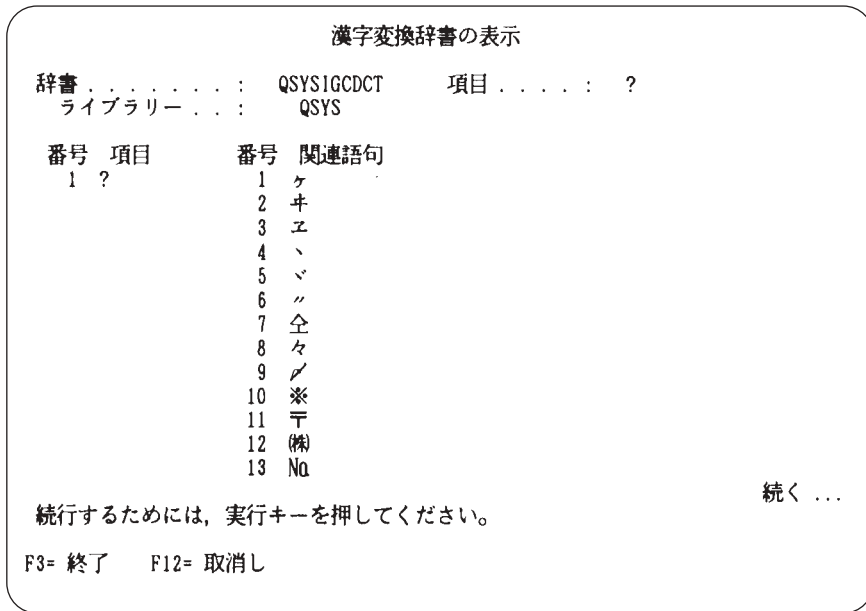 漢字変換辞書の表示
辞書 . . . . . . . : QSYSIGCDCT 項目 . . . . : ?
ライブラリー . . : QSYS
番号 項目 番号 関連語句
1 ? 1 ヶ
2 ヰ
3 ヱ
4 ヽ
5 ヾ
6 〃
7 仝
8 々
9 〆
10 ※
11 〒
12 ㈱
13 №
続く ...
続行するためには, 実行キーを押してください。
F3= 終了 F12= 取消し